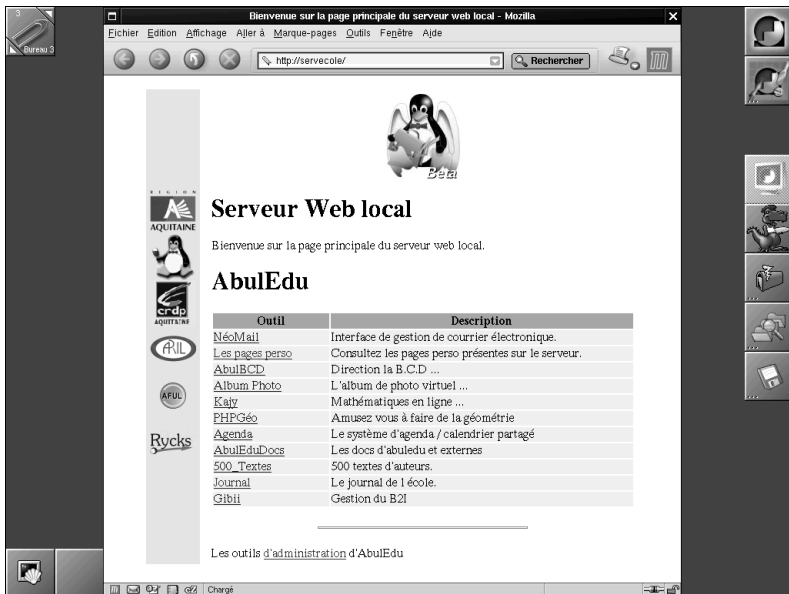 3
Bureau 3
Bienvenue sur la page principale du serveur web local - Mozilla
Fichier Edition Affichage Aller à Marque-pages Outils Fenêtre Aide
http://servecole/
Rechercher
Béta
REGION
AQUITAINE
crdp
AQUITAINE
ARIL
AFUL
Rycks
Serveur Web local
Bienvenue sur la page principale du serveur web local.
AbulEdu
Outil Description
NéoMail Interface de gestion de courrier électronique.
Les pages perso Consultez les pages perso présentes sur le serveur.
AbulBCD Direction la B.C.D ...
Album Photo L'album de photo virtuel ...
Kajy Mathématiques en ligne ...
PHPGéo Amusez vous à faire de la géométrie
Agenda Le système d'agenda / calendrier partagé
AbulEduDocs Les docs d'abuledu et externes
500_Textes 500 textes d'auteurs.
Journal Le journal de l école.
Gibii Gestion du B2I
Les outils d'administration d'AbulEdu
Chargé